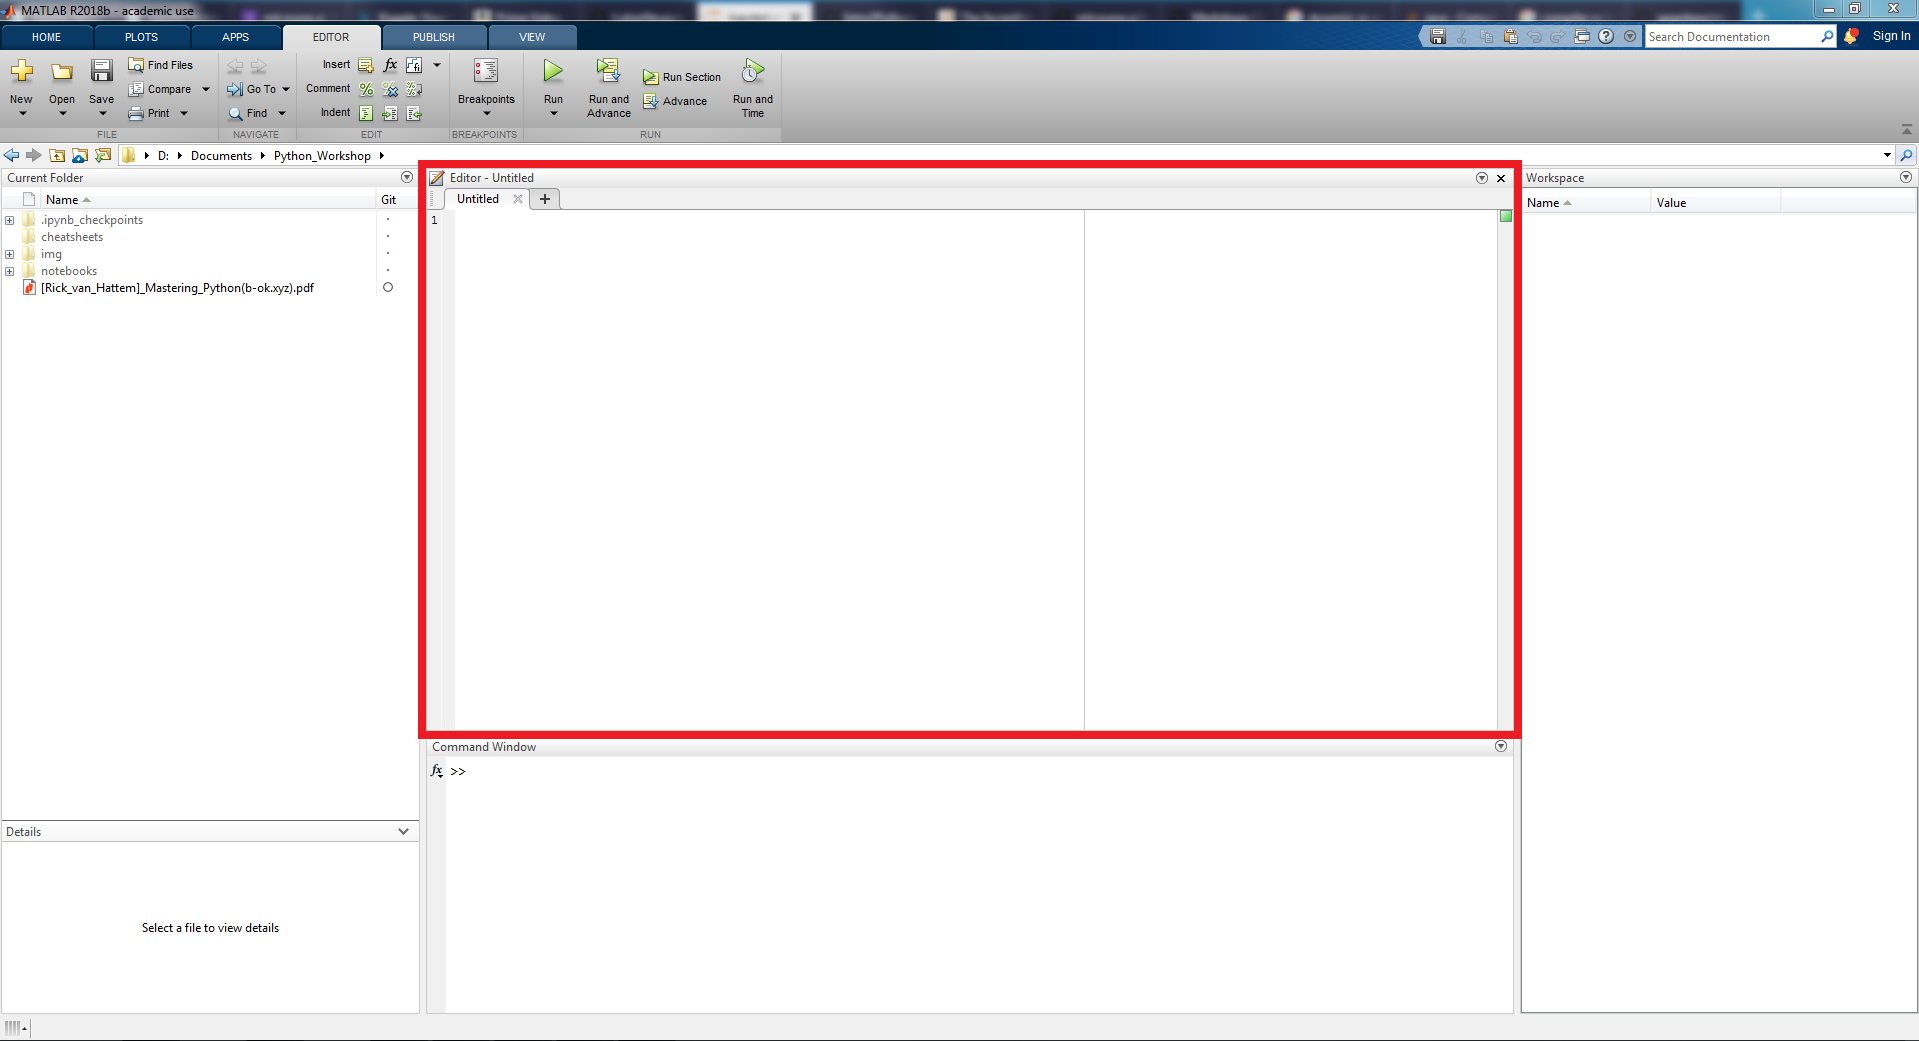 MATLAB R2018b - academic use
HOME PLOTS APPS EDITOR PUBLISH VIEW
Search Documentation
Sign In
New
Open
Save
Find Files
Compare
Print
FILE
Go To
Find
NAVIGATE
Insert
Comment
Indent
EDIT
Breakpoints
BREAKPOINTS
Run
Run and
Advance
Run Section
Advance
Run and
Time
RUN
D: Documents Python_Workshop
Current Folder
Name Git
.ipynb_checkpoints
cheatsheets
img
notebooks
[Rick_van_Hattem]_Mastering_Python(b-ok.xyz).pdf
Details
Select a file to view details
Editor - Untitled
Untitled
1
Command Window
fx >>
Workspace
Name Value